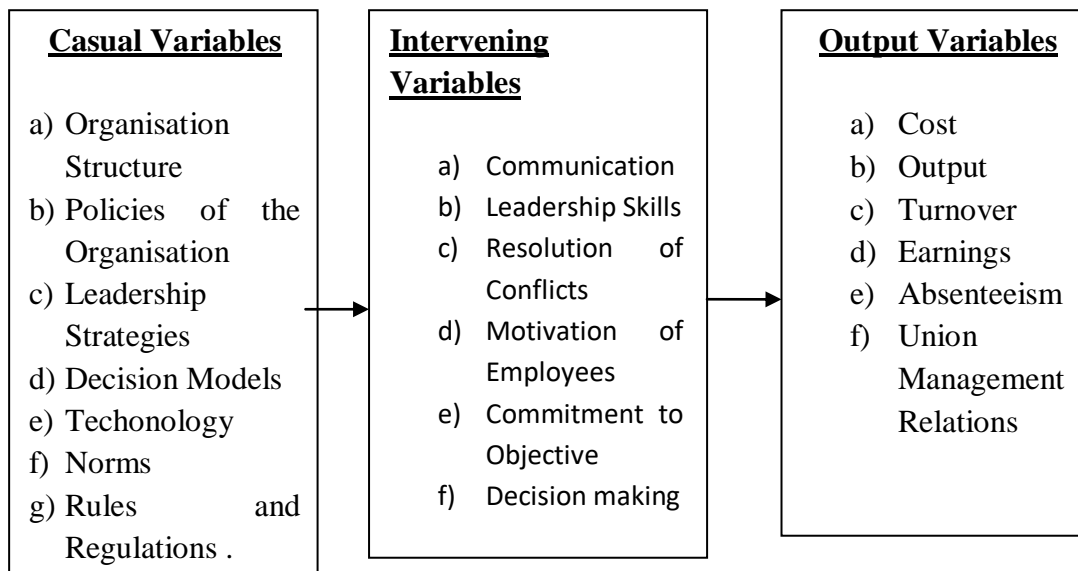 Casual Variables
a) Organisation
Structure
b) Policies of the
Organisation
c) Leadership
Strategies
d) Decision Models
e) Techonology
f) Norms
g) Rules and
Regulations .
Intervening
Variables
a) Communication
b) Leadership Skills
c) Resolution of
Conflicts
d) Motivation of
Employees
e) Commitment to
Objective
f) Decision making
Output Variables
a) Cost
b) Output
c) Turnover
d) Earnings
e) Absenteeism
f) Union
Management
Relations